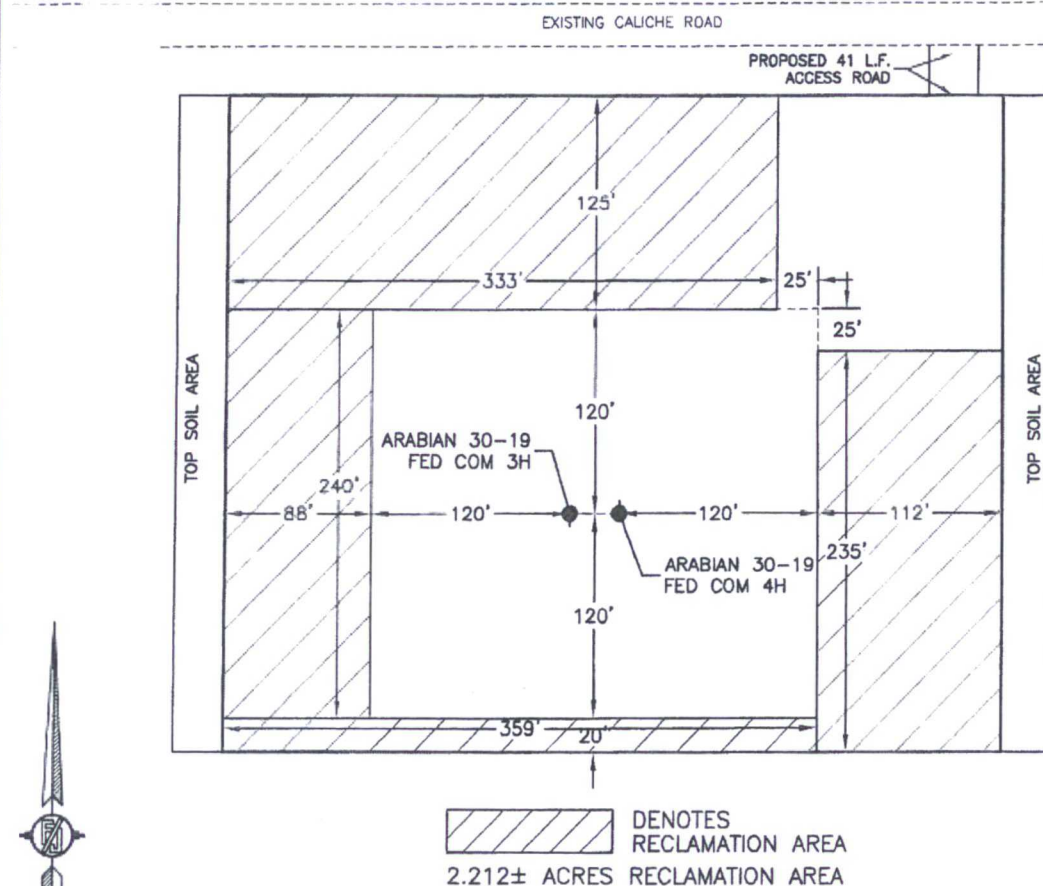 EXISTING CALICHE ROAD
PROPOSED 41 L.F.
ACCESS ROAD
125'
333'
25'
25'
TOP SOIL AREA
TOP SOIL AREA
120'
ARABIAN 30-19
FED COM 3H
240'
88'
120'
120'
112'
235'
ARABIAN 30-19
FED COM 4H
120'
359'
20'
DENOTES
RECLAMATION AREA
2.212± ACRES RECLAMATION AREA